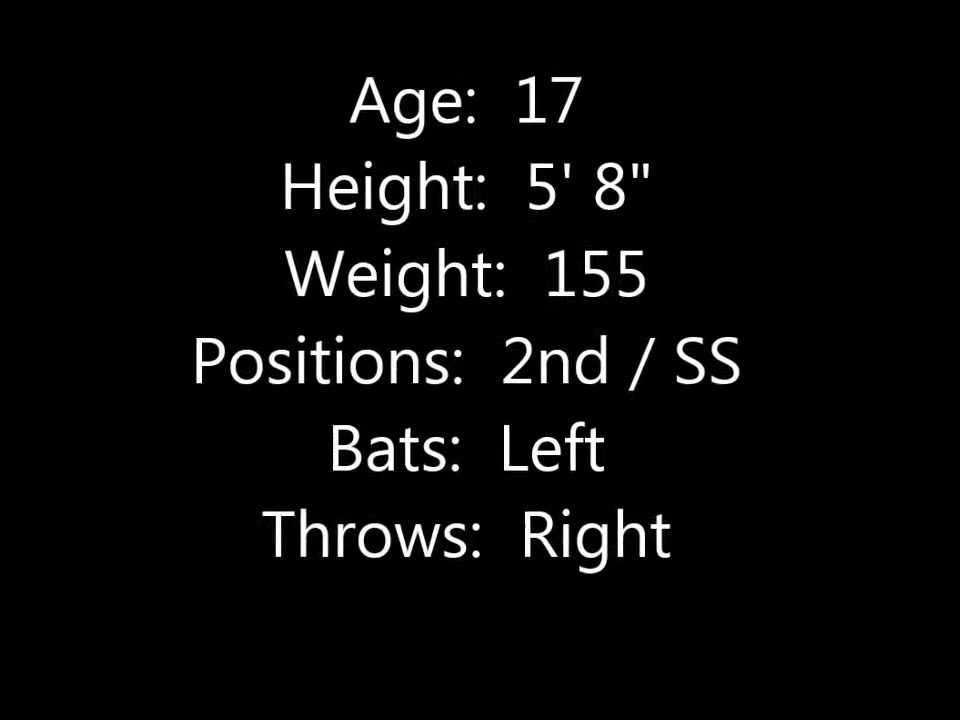 Age:  17
Height:  5' 8"
Weight:  155
Positions:  2nd / SS
Bats:  Left
Throws:  Right